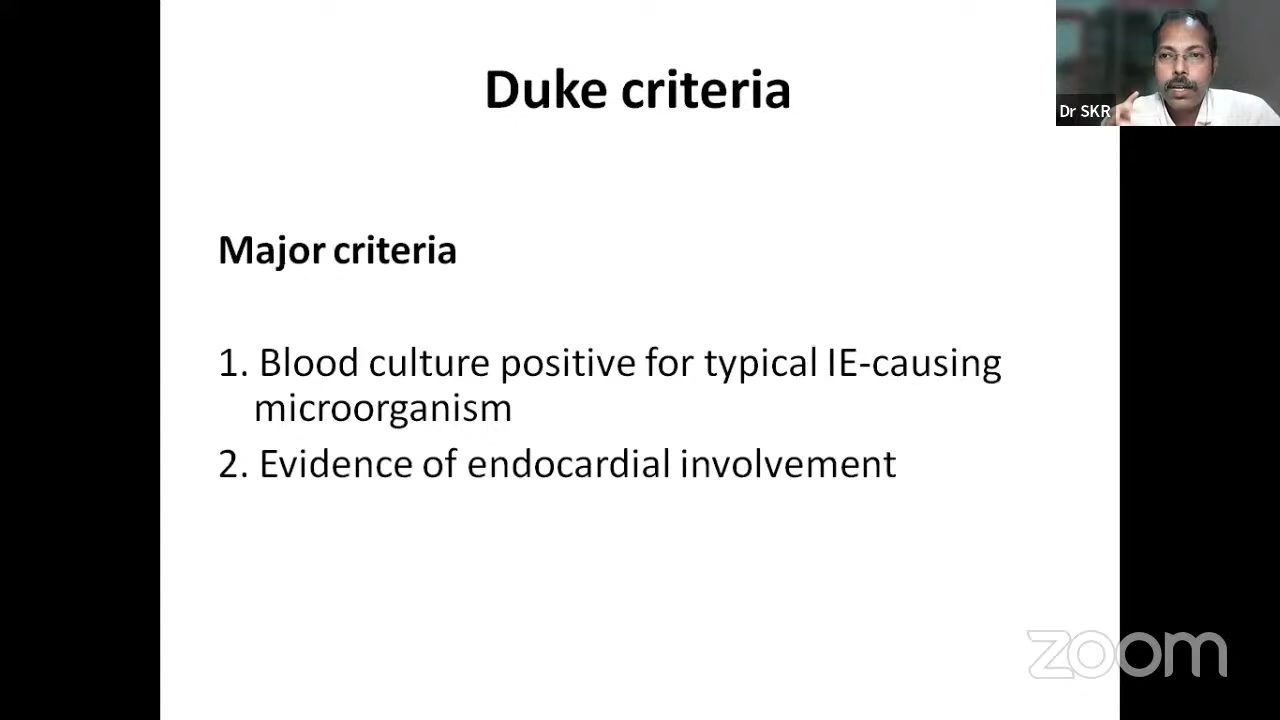 Duke criteria
Dr SKR
Major criteria
1. Blood culture positive for typical IE-causing
microorganism
2. Evidence of endocardial involvement
zoom